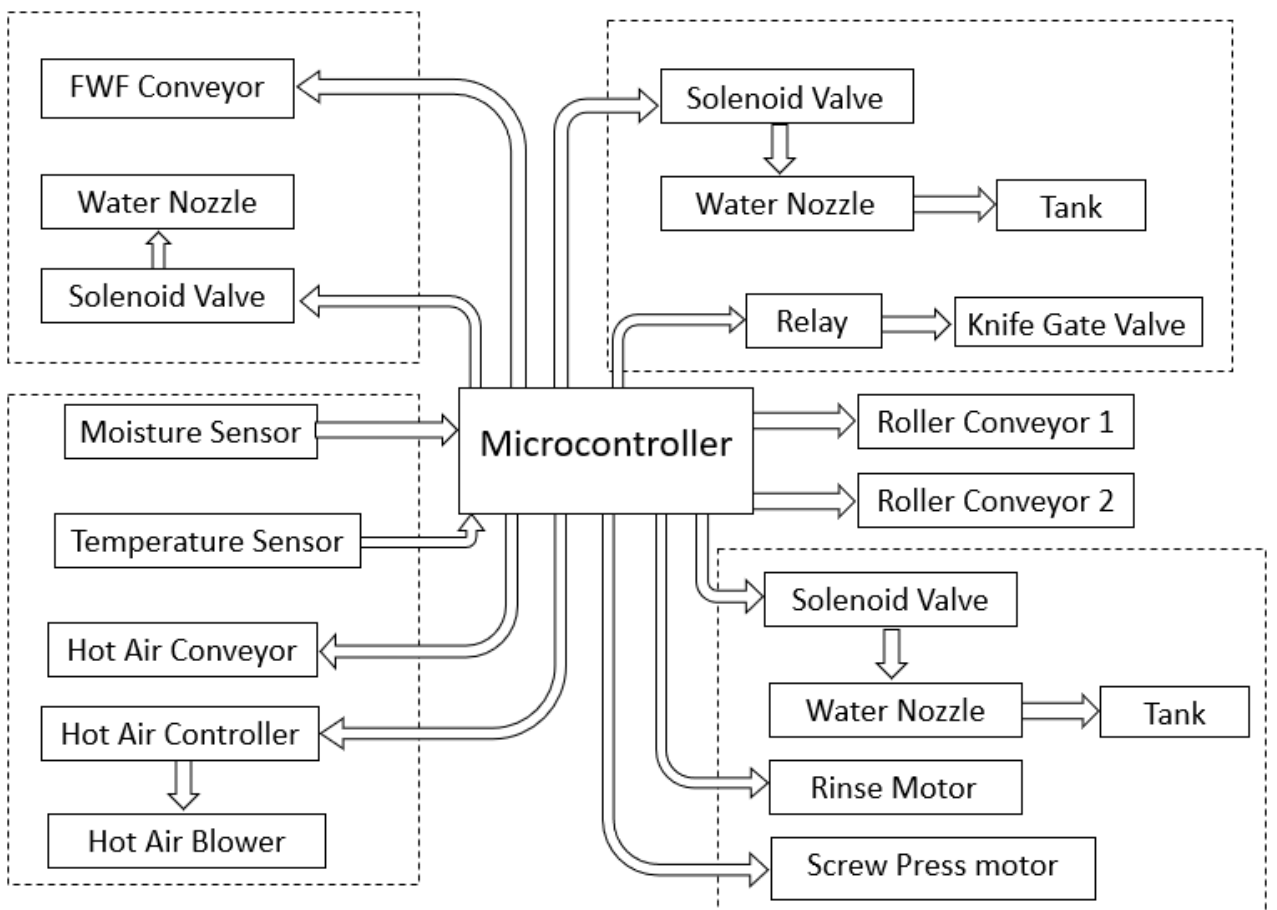 FWF Conveyor
Water Nozzle
Solenoid Valve
Solenoid Valve
Water Nozzle
Tank
Relay
Knife Gate Valve
Moisture Sensor
Temperature Sensor
Hot Air Conveyor
Hot Air Controller
Hot Air Blower
Microcontroller
Roller Conveyor 1
Roller Conveyor 2
Solenoid Valve
Water Nozzle
Tank
Rinse Motor
Screw Press motor